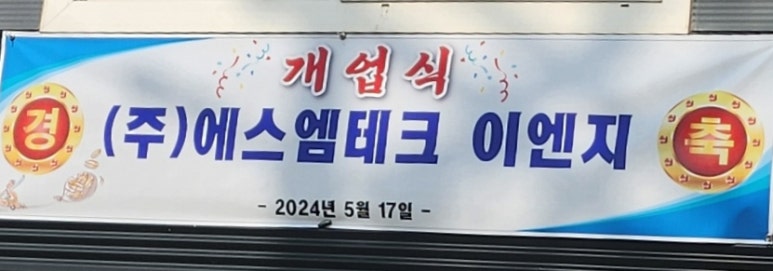 개업식
경 (주)에스엠테크 이엔지 축
- 2024년 5월 17일 -